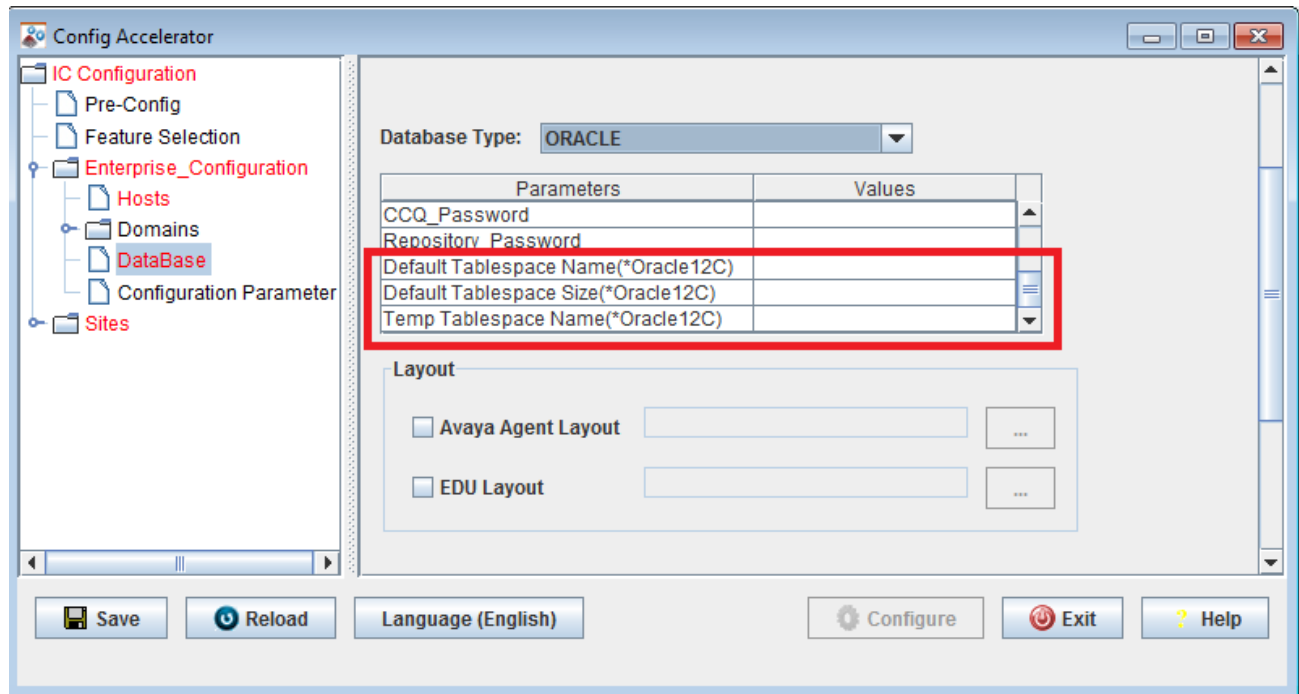 Config Accelerator
IC Configuration
Pre-Config
Feature Selection
Enterprise_Configuration
Hosts
Domains
DataBase
Configuration Parameter
Sites
Database Type: ORACLE
Parameters Values
CCQ_Password
Repository_Password
Default Tablespace Name(*Oracle12C)
Default Tablespace Size(*Oracle12C)
Temp Tablespace Name(*Oracle12C)
Layout
Avaya Agent Layout ...
EDU Layout ...
Save Reload Language (English) Configure Exit ? Help